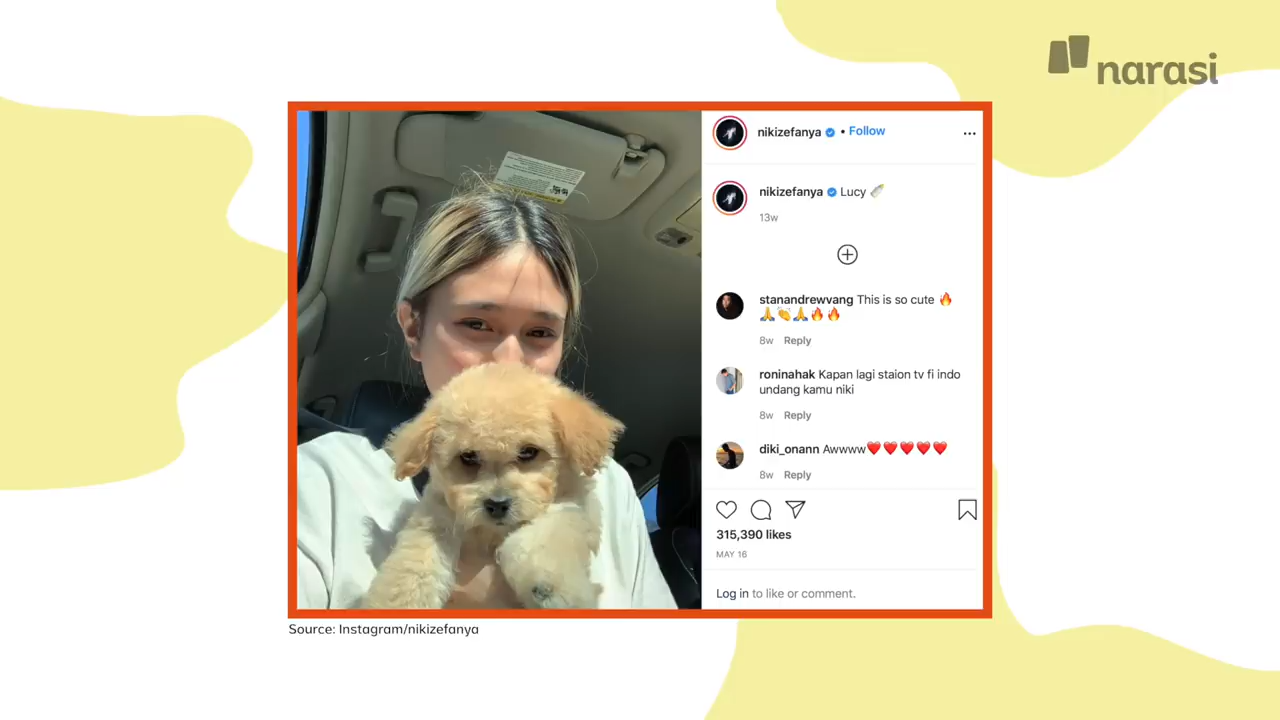 narasi
nikizefanya • Follow
nikizefanya Lucy 🍼
13w
stanandrewvang This is so cute 🔥
🙏👏🙏🔥🔥
8w Reply
roninahak Kapan lagi staion tv fi indo
undang kamu niki
8w Reply
diki_onann Awwww❤️❤️❤️❤️❤️
8w Reply
315,390 likes
MAY 16
Log in to like or comment.
Source: Instagram/nikizefanya